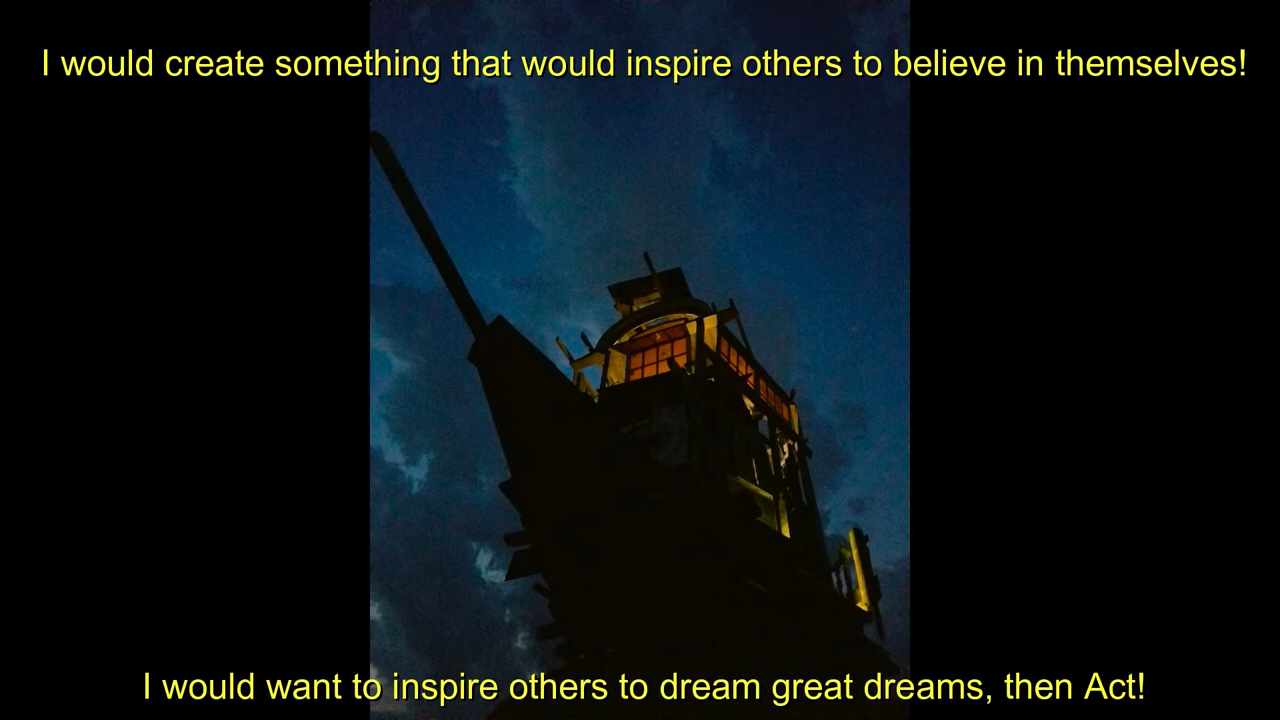 I would create something that would inspire others to believe in themselves!
I would want to inspire others to dream great dreams, then Act!